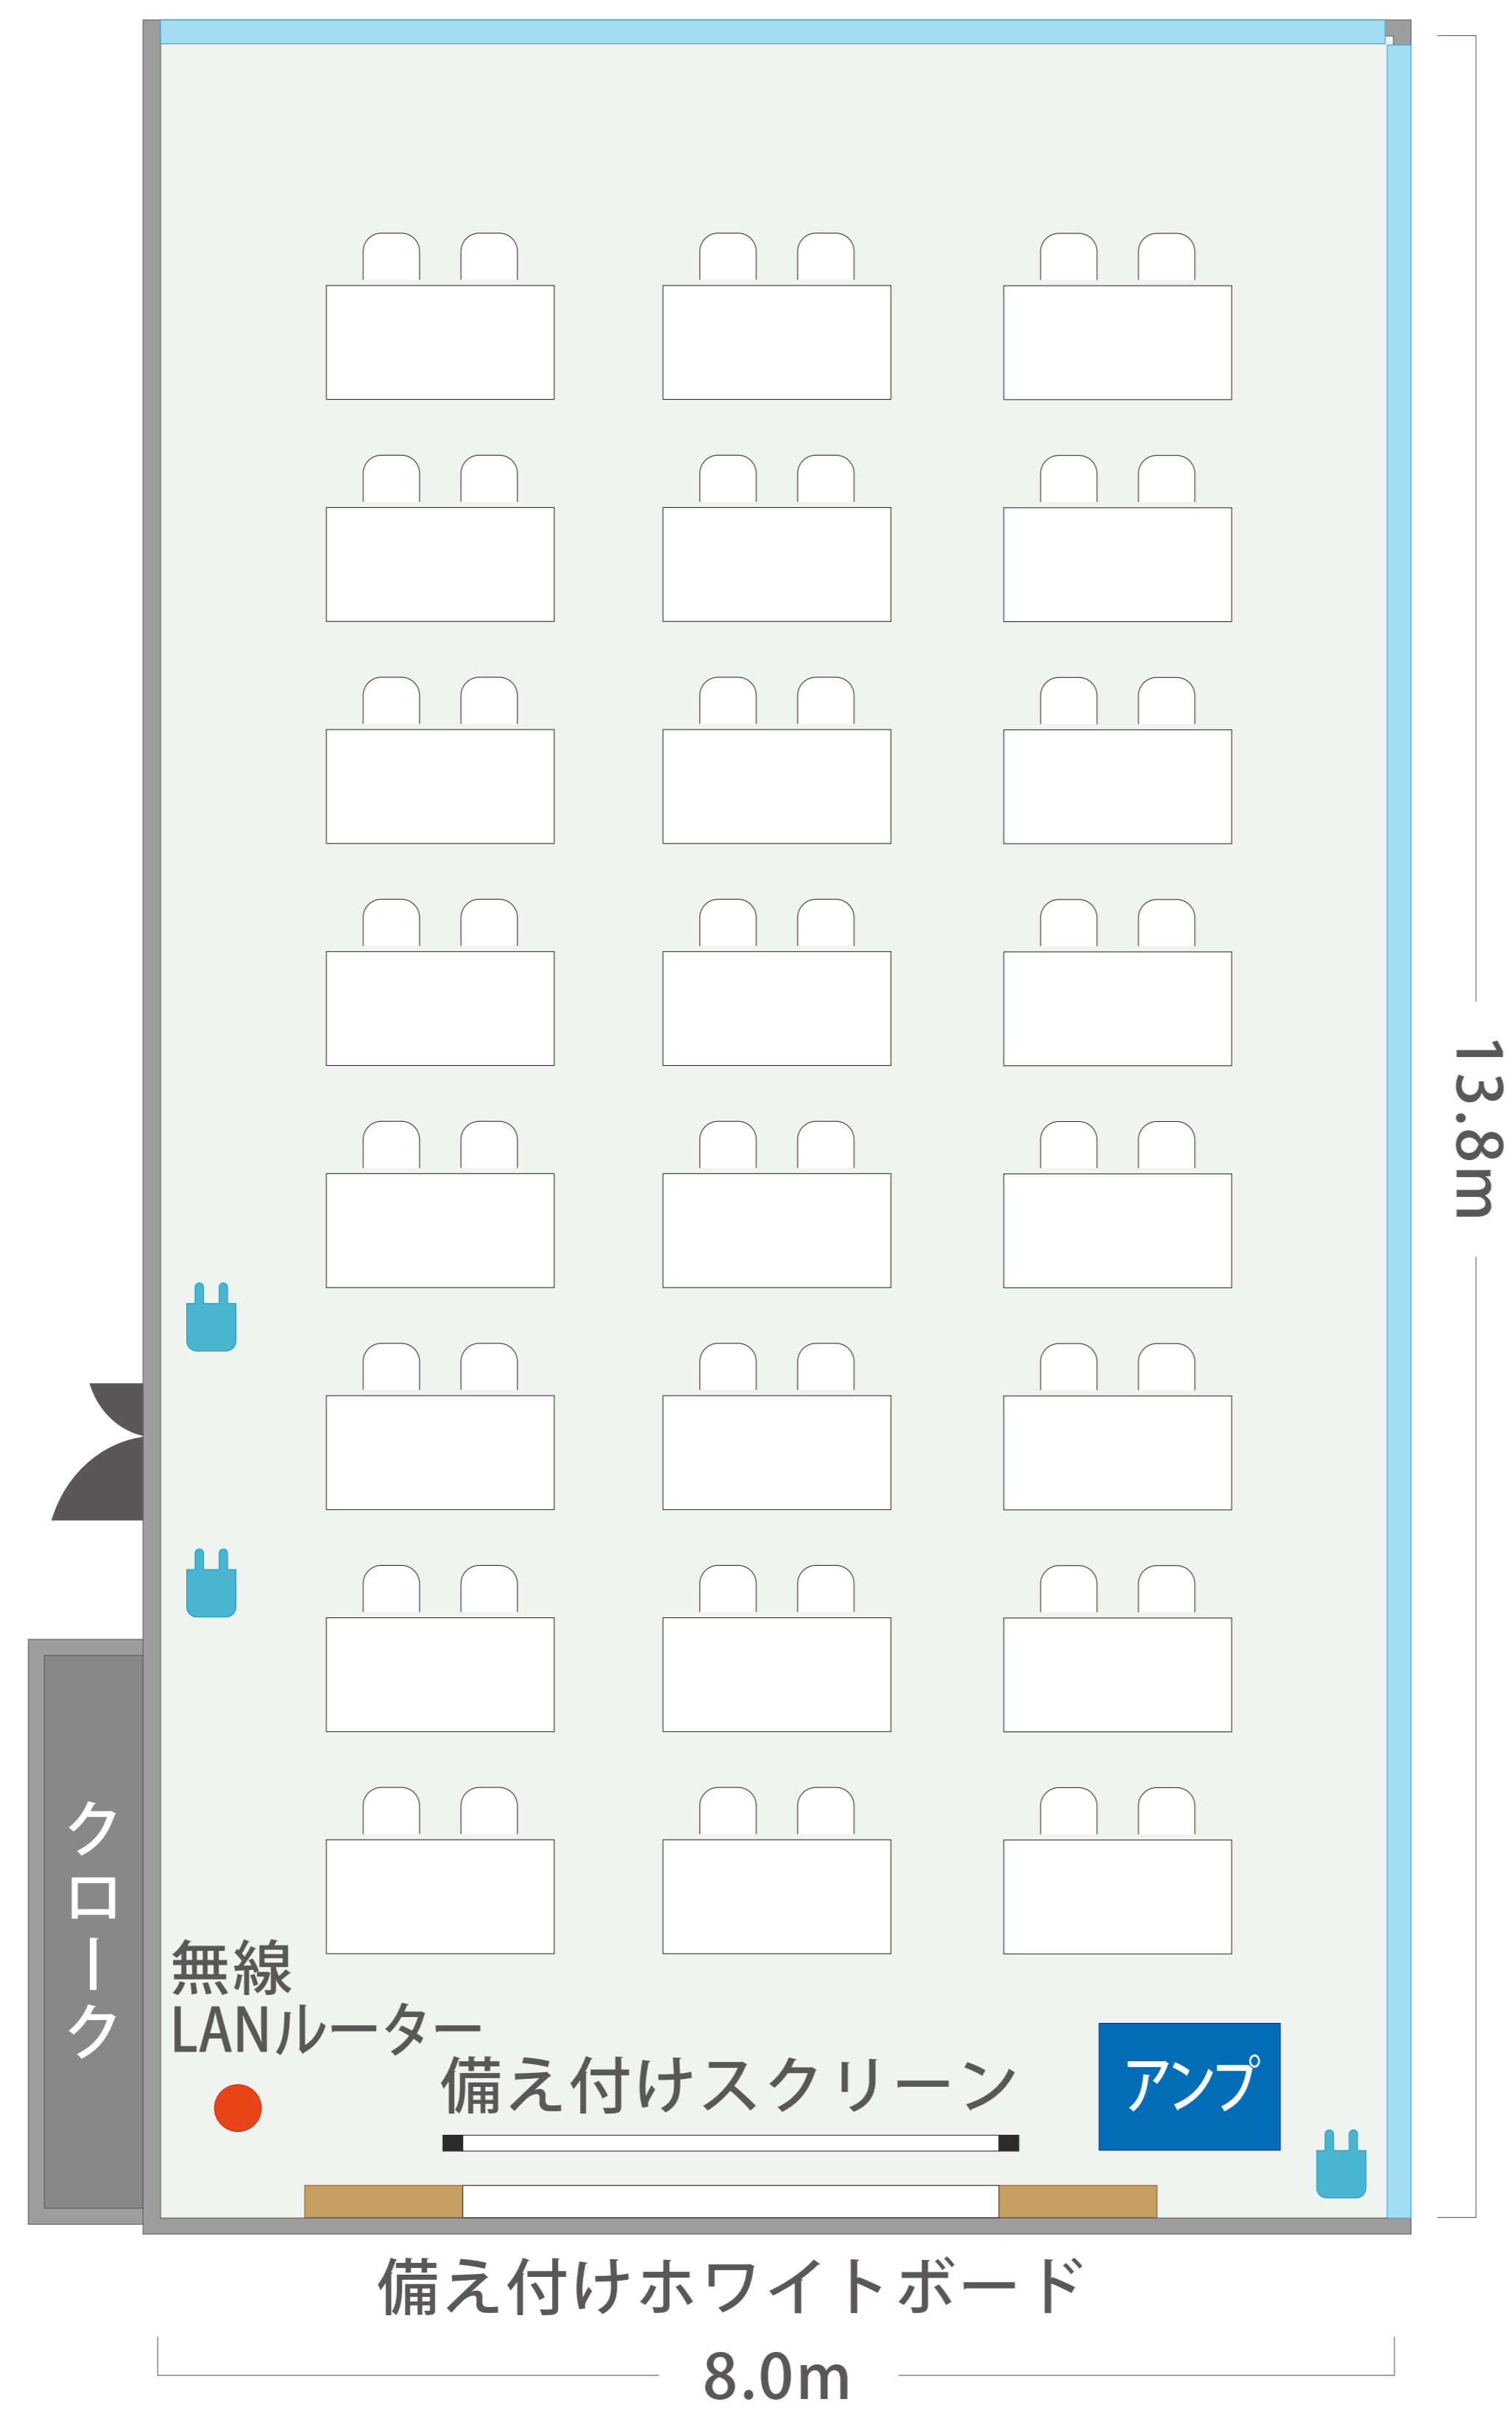 13.8m
クローク
無線
LANルーター
備え付けスクリーン
アンプ
備え付けホワイトボード
8.0m